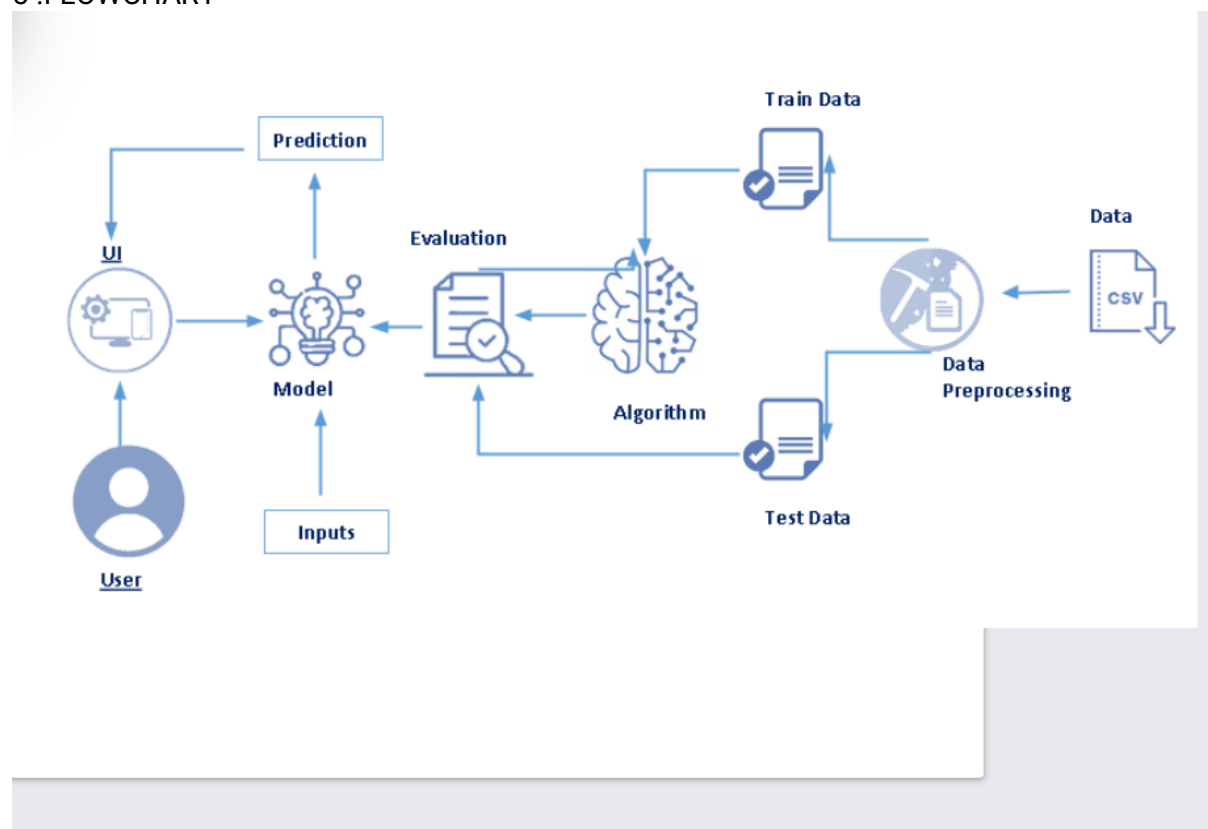 Train Data
Prediction
Data
Evaluation
UI
CSV
Model
Data
Preprocessing
Algorithm
Test Data
Inputs
User